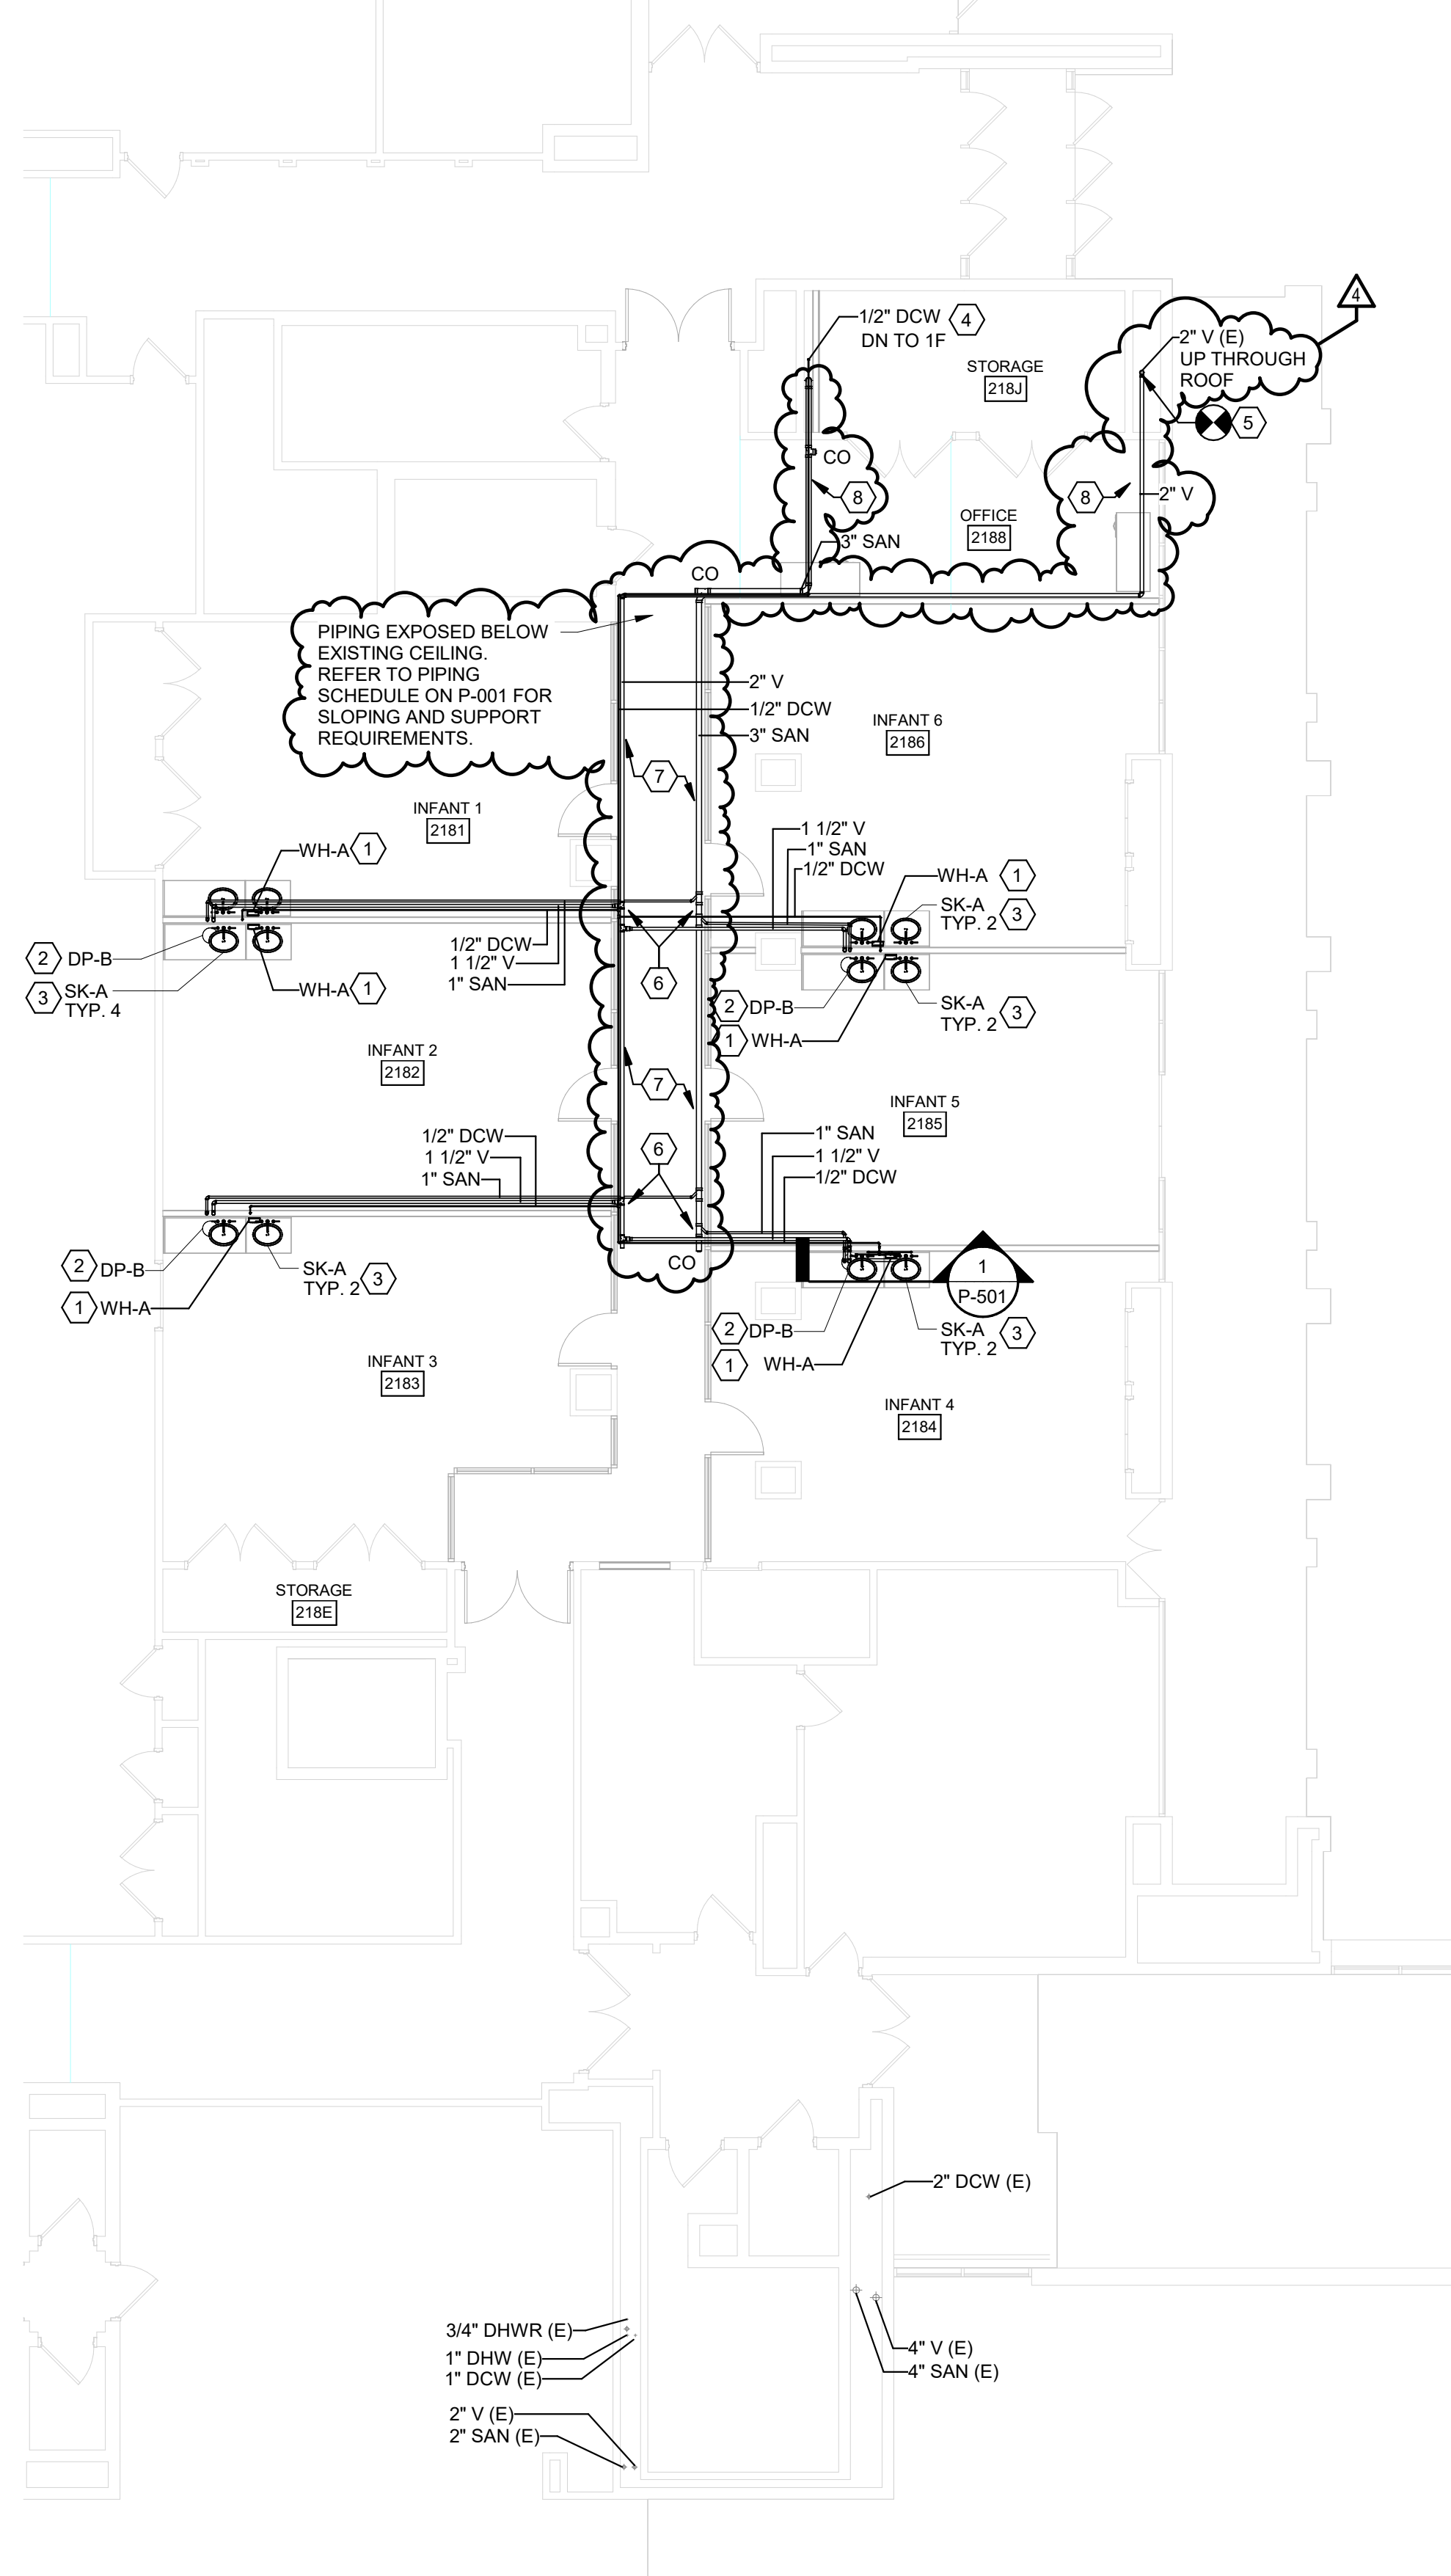 4
1/2" DCW
DN TO 1F
4
2" V (E)
UP THROUGH
ROOF
STORAGE
218J
5
CO
8
8
2" V
OFFICE
2188
3" SAN
CO
PIPING EXPOSED BELOW
EXISTING CEILING.
REFER TO PIPING
SCHEDULE ON P-001 FOR
SLOPING AND SUPPORT
REQUIREMENTS.
2" V
1/2" DCW
3" SAN
INFANT 6
2186
7
INFANT 1
2181
WH-A
1
1 1/2" V
1" SAN
1/2" DCW
WH-A
1
SK-A
TYP. 2
3
1/2" DCW
1 1/2" V
1" SAN
2
DP-B
3
SK-A
TYP. 4
WH-A
1
6
2
DP-B
1
WH-A
SK-A
TYP. 2
3
INFANT 2
2182
7
INFANT 5
2185
1/2" DCW
1 1/2" V
1" SAN
6
1" SAN
1 1/2" V
1/2" DCW
2
DP-B
1
WH-A
SK-A
TYP. 2
3
CO
1
P-501
2
DP-B
1
WH-A
SK-A
TYP. 2
3
INFANT 3
2183
INFANT 4
2184
STORAGE
218E
2" DCW (E)
3/4" DHWR (E)
1" DHW (E)
1" DCW (E)
4" V (E)
4" SAN (E)
2" V (E)
2" SAN (E)